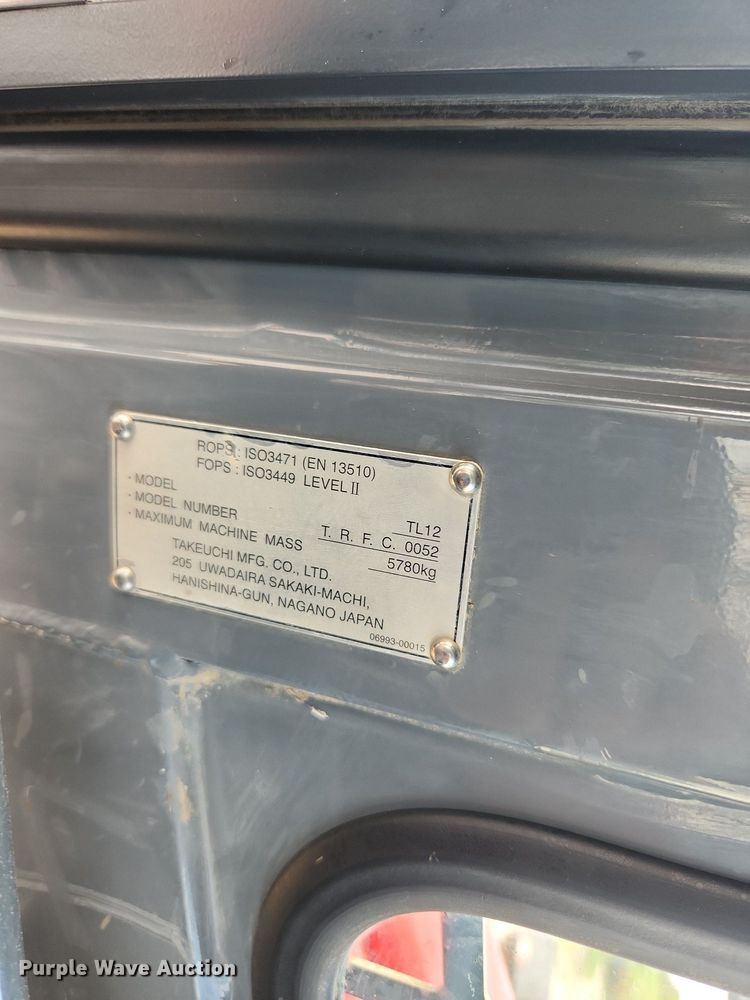 ROPS : ISO3471 (EN 13510)
FOPS : ISO3449 LEVEL II
· MODEL TL12
· MODEL NUMBER T. R. F. C. 0052
· MAXIMUM MACHINE MASS 5780kg
TAKEUCHI MFG. CO., LTD.
205 UWADAIRA SAKAKI-MACHI,
HANISHINA-GUN, NAGANO JAPAN
06993-00015
Purple Wave Auction